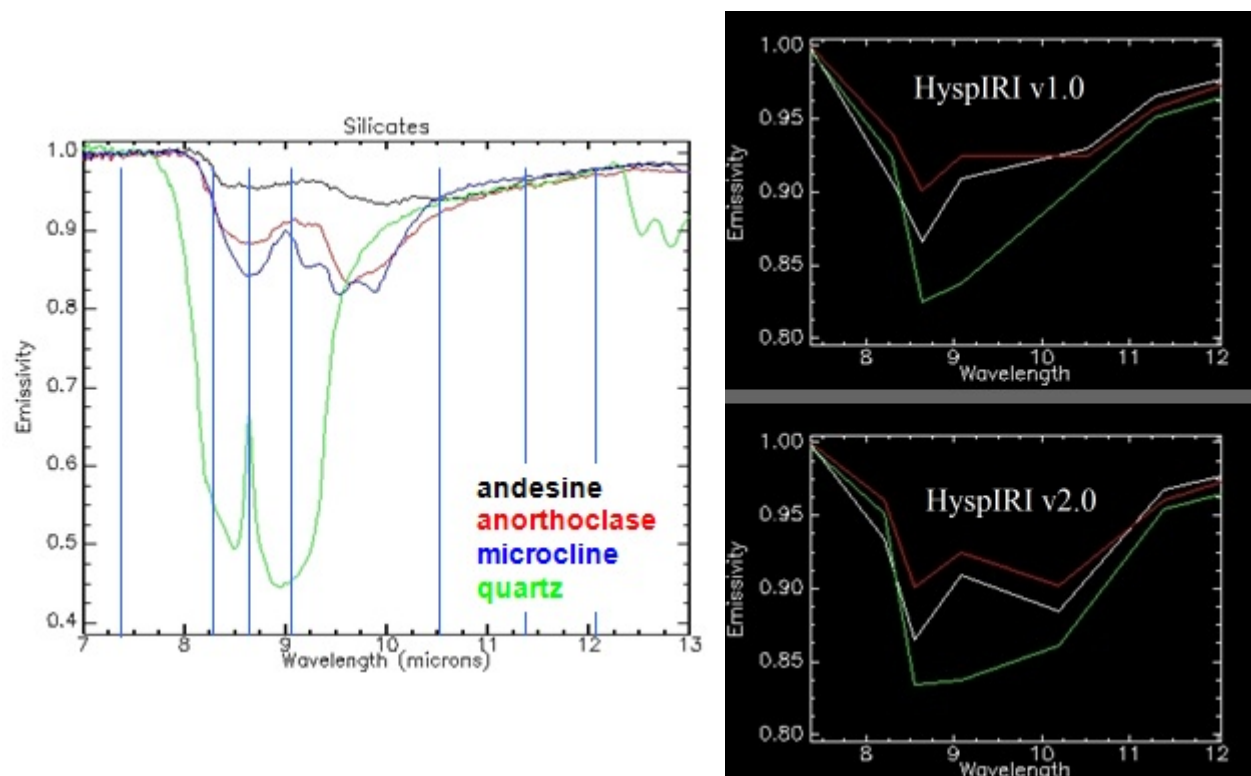 Silicates
Emissivity
1.0
0.9
0.8
0.7
0.6
0.5
0.4
andesine
anorthoclase
microcline
quartz
7 8 9 10 11 12 13
Wavelength (microns)
HyspIRI v1.0
Emissivity
1.00
0.95
0.90
0.85
0.80
8 9 10 11 12
Wavelength
HyspIRI v2.0
Emissivity
1.00
0.95
0.90
0.85
0.80
8 9 10 11 12
Wavelength